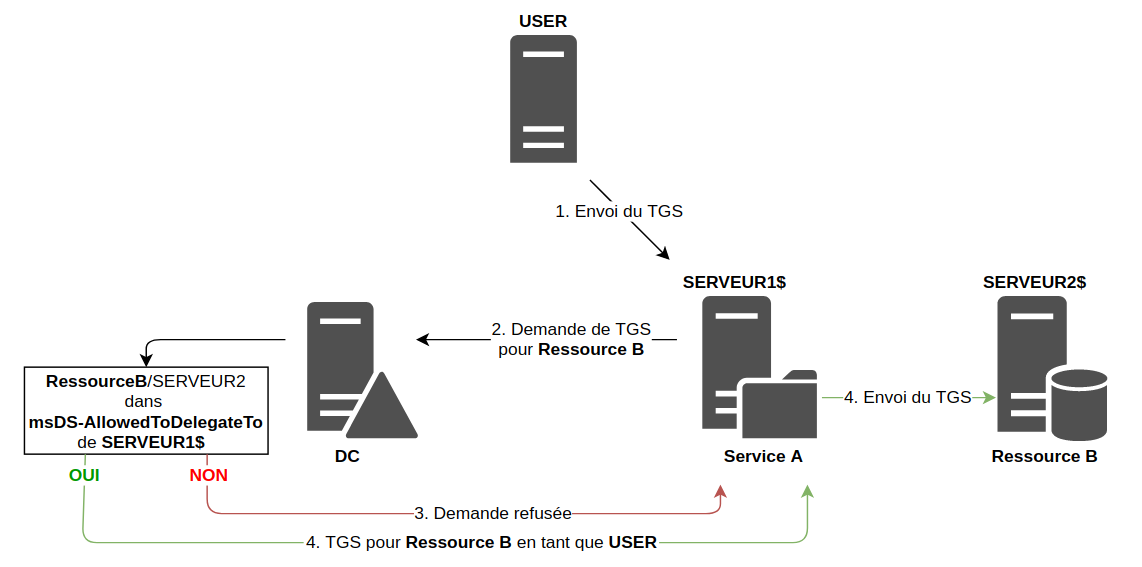 USER
1. Envoi du TGS
SERVEUR1$
SERVEUR2$
2. Demande de TGS
pour Ressource B
RessourceB/SERVEUR2
dans
msDS-AllowedToDelegateTo
de SERVEUR1$
4. Envoi du TGS
DC
Service A
Ressource B
OUI
NON
3. Demande refusée
4. TGS pour Ressource B en tant que USER